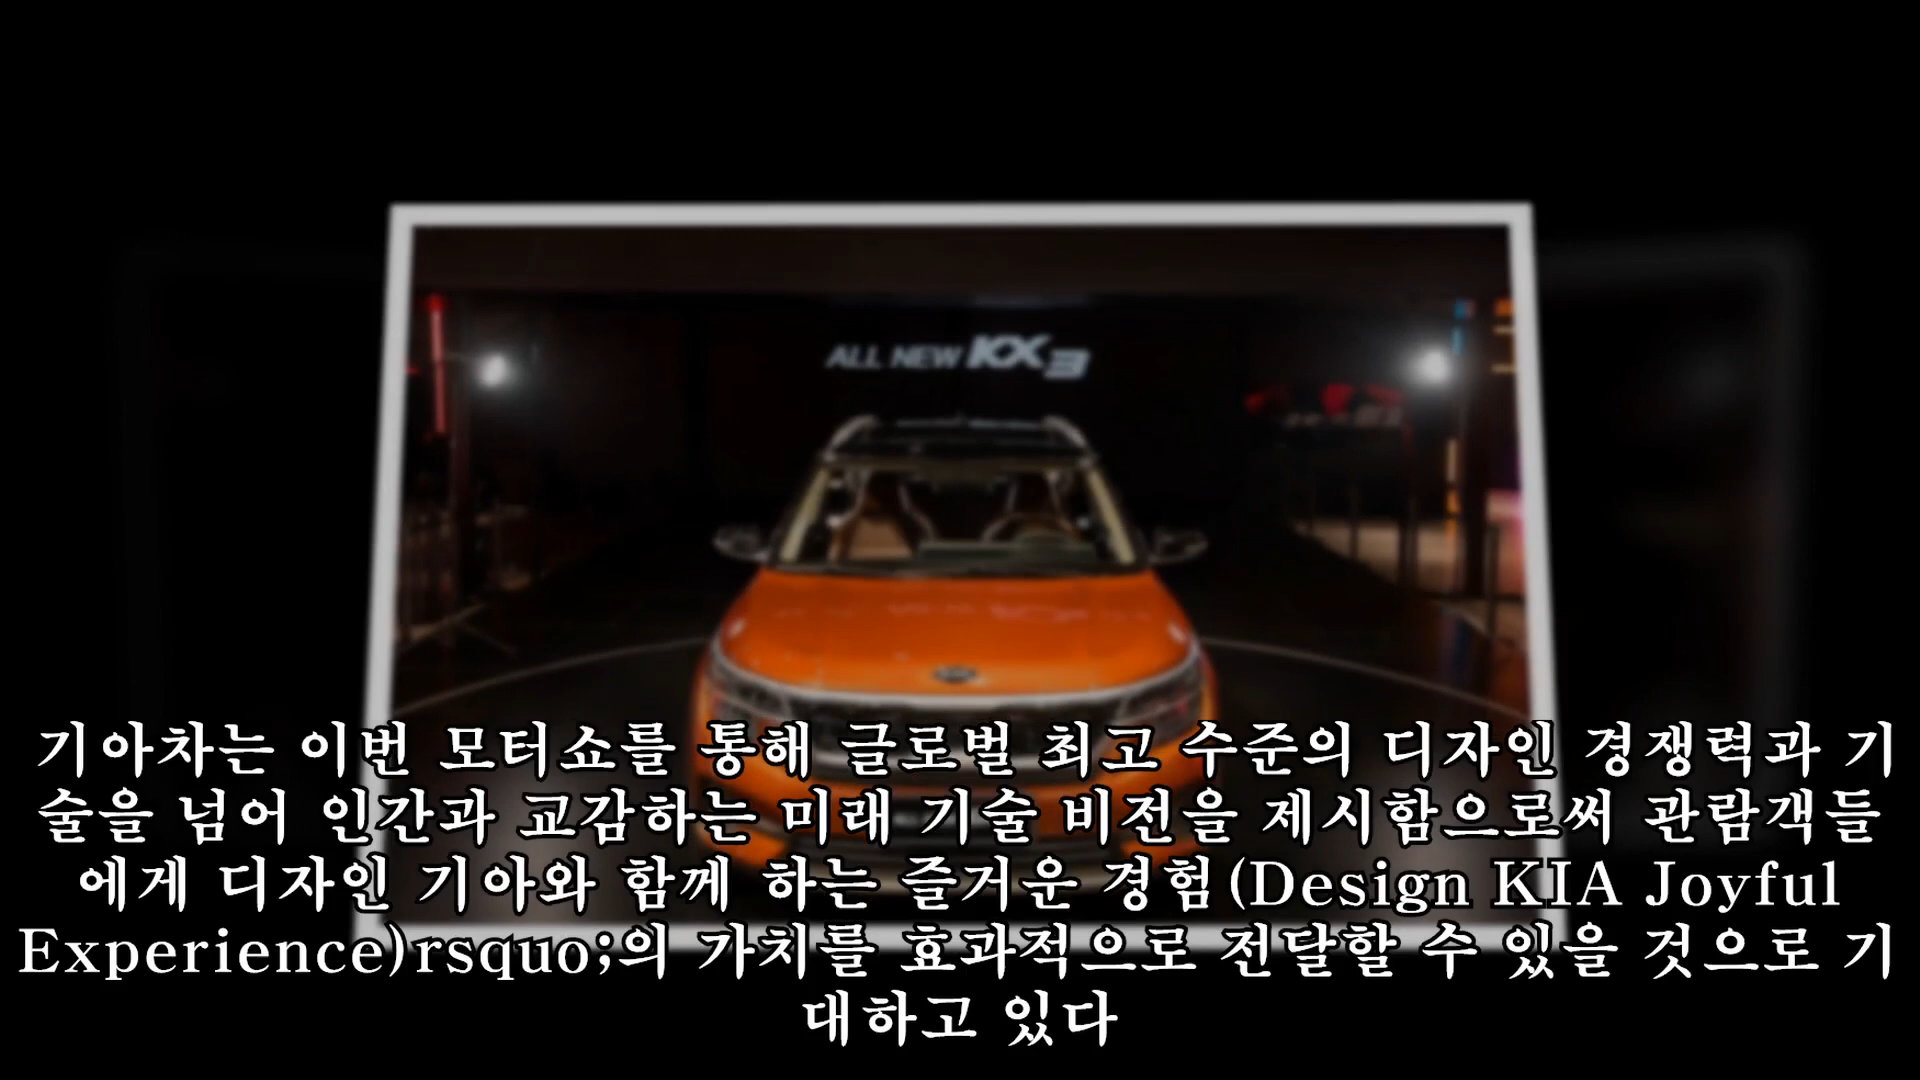 ALL NEW KX3
기아차는 이번 모터쇼를 통해 글로벌 최고 수준의 디자인 경쟁력과 기
술을 넘어 인간과 교감하는 미래 기술 비전을 제시함으로써 관람객들
에게 디자인 기아와 함께 하는 즐거운 경험(Design KIA Joyful
Experience)rsquo;의 가치를 효과적으로 전달할 수 있을 것으로 기
대하고 있다